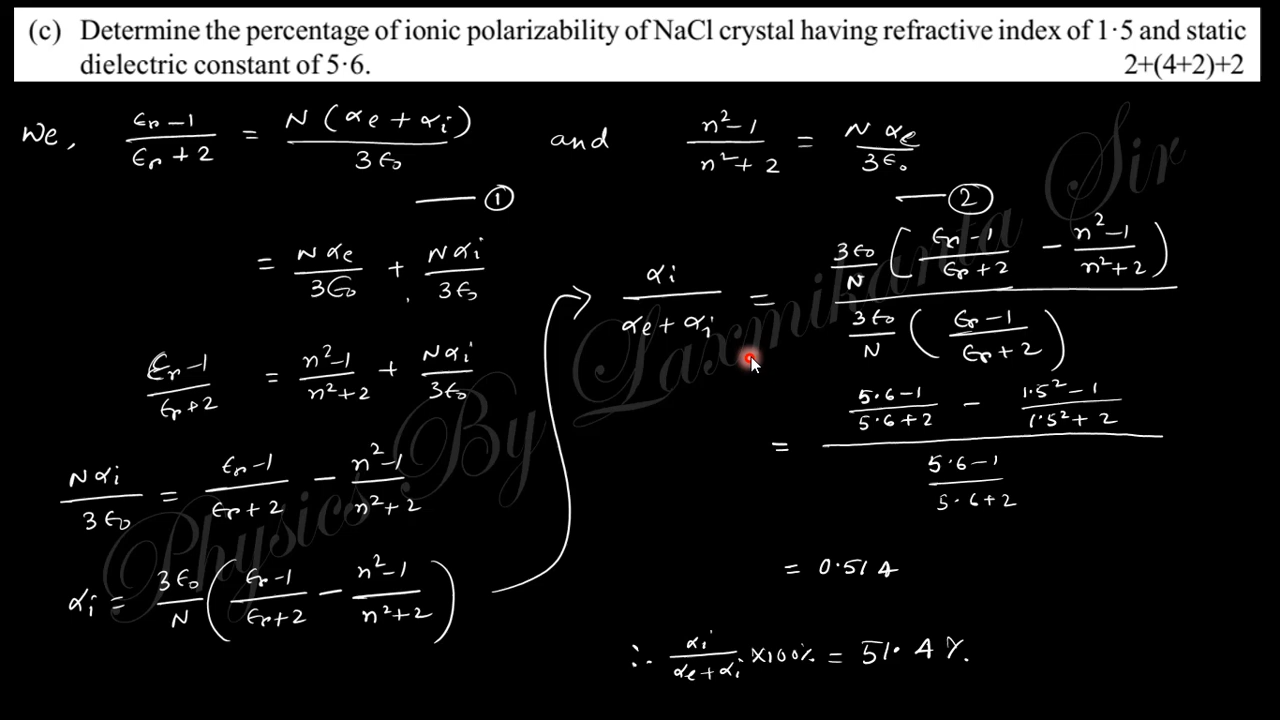 (c) Determine the percentage of ionic polarizability of NaCl crystal having refractive index of 1·5 and static
dielectric constant of 5·6. 2+(4+2)+2
We, (εr − 1)/(εr + 2) = N(αe + αi)/3ε₀ —— ① and (n² − 1)/(n² + 2) = Nαe/3ε₀ —— ②
= Nαe/3ε₀ + Nαi/3ε₀
(εr − 1)/(εr + 2) = (n² − 1)/(n² + 2) + Nαi/3ε₀
Nαi/3ε₀ = (εr − 1)/(εr + 2) − (n² − 1)/(n² + 2)
αi = 3ε₀/N ((εr − 1)/(εr + 2) − (n² − 1)/(n² + 2))
→ αi/(αe + αi) = [3ε₀/N ((εr − 1)/(εr + 2) − (n² − 1)/(n² + 2))] / [3ε₀/N ((εr − 1)/(εr + 2))]
= [(5·6 − 1)/(5·6 + 2) − (1·5² − 1)/(1·5² + 2)] / [(5·6 − 1)/(5·6 + 2)]
= 0·514
∴ αi/(αe + αi) × 100% = 51·4%.
Physics By Laxmikanta Sir